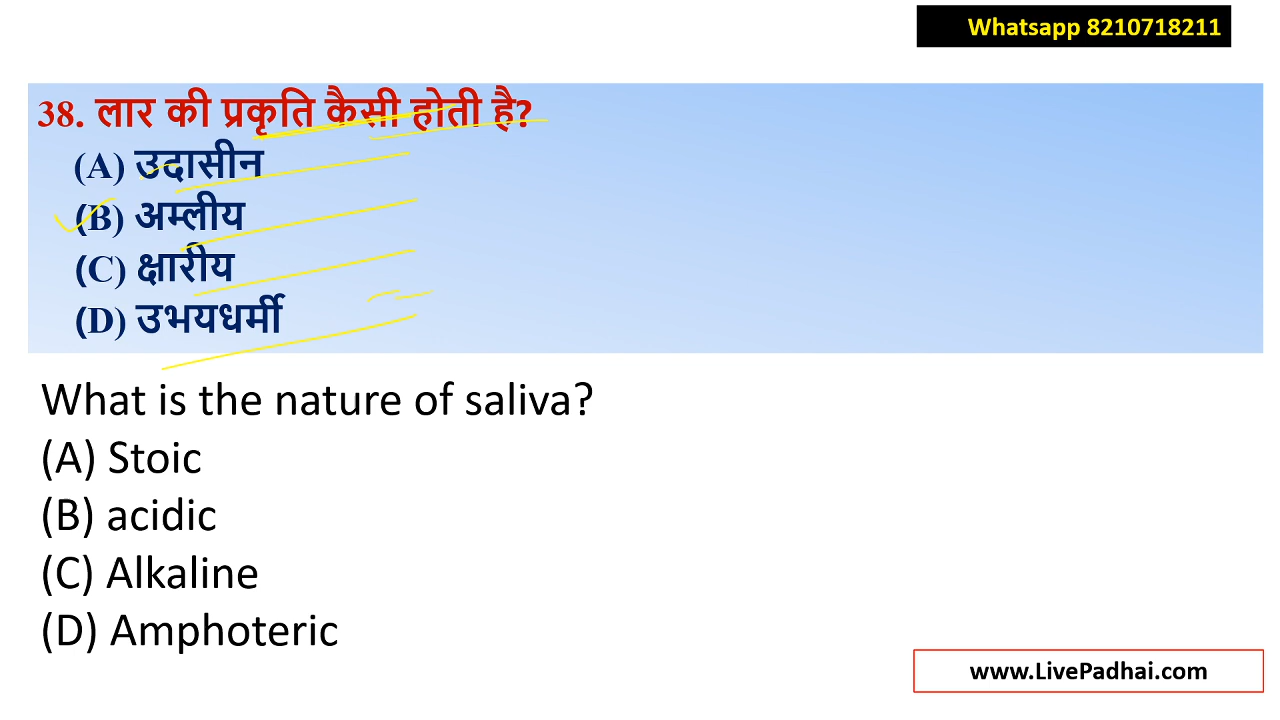 Whatsapp 8210718211
38. लार की प्रकृति कैसी होती है?
(A) उदासीन
(B) अम्लीय
(C) क्षारीय
(D) उभयधर्मी
What is the nature of saliva?
(A) Stoic
(B) acidic
(C) Alkaline
(D) Amphoteric
www.LivePadhai.com